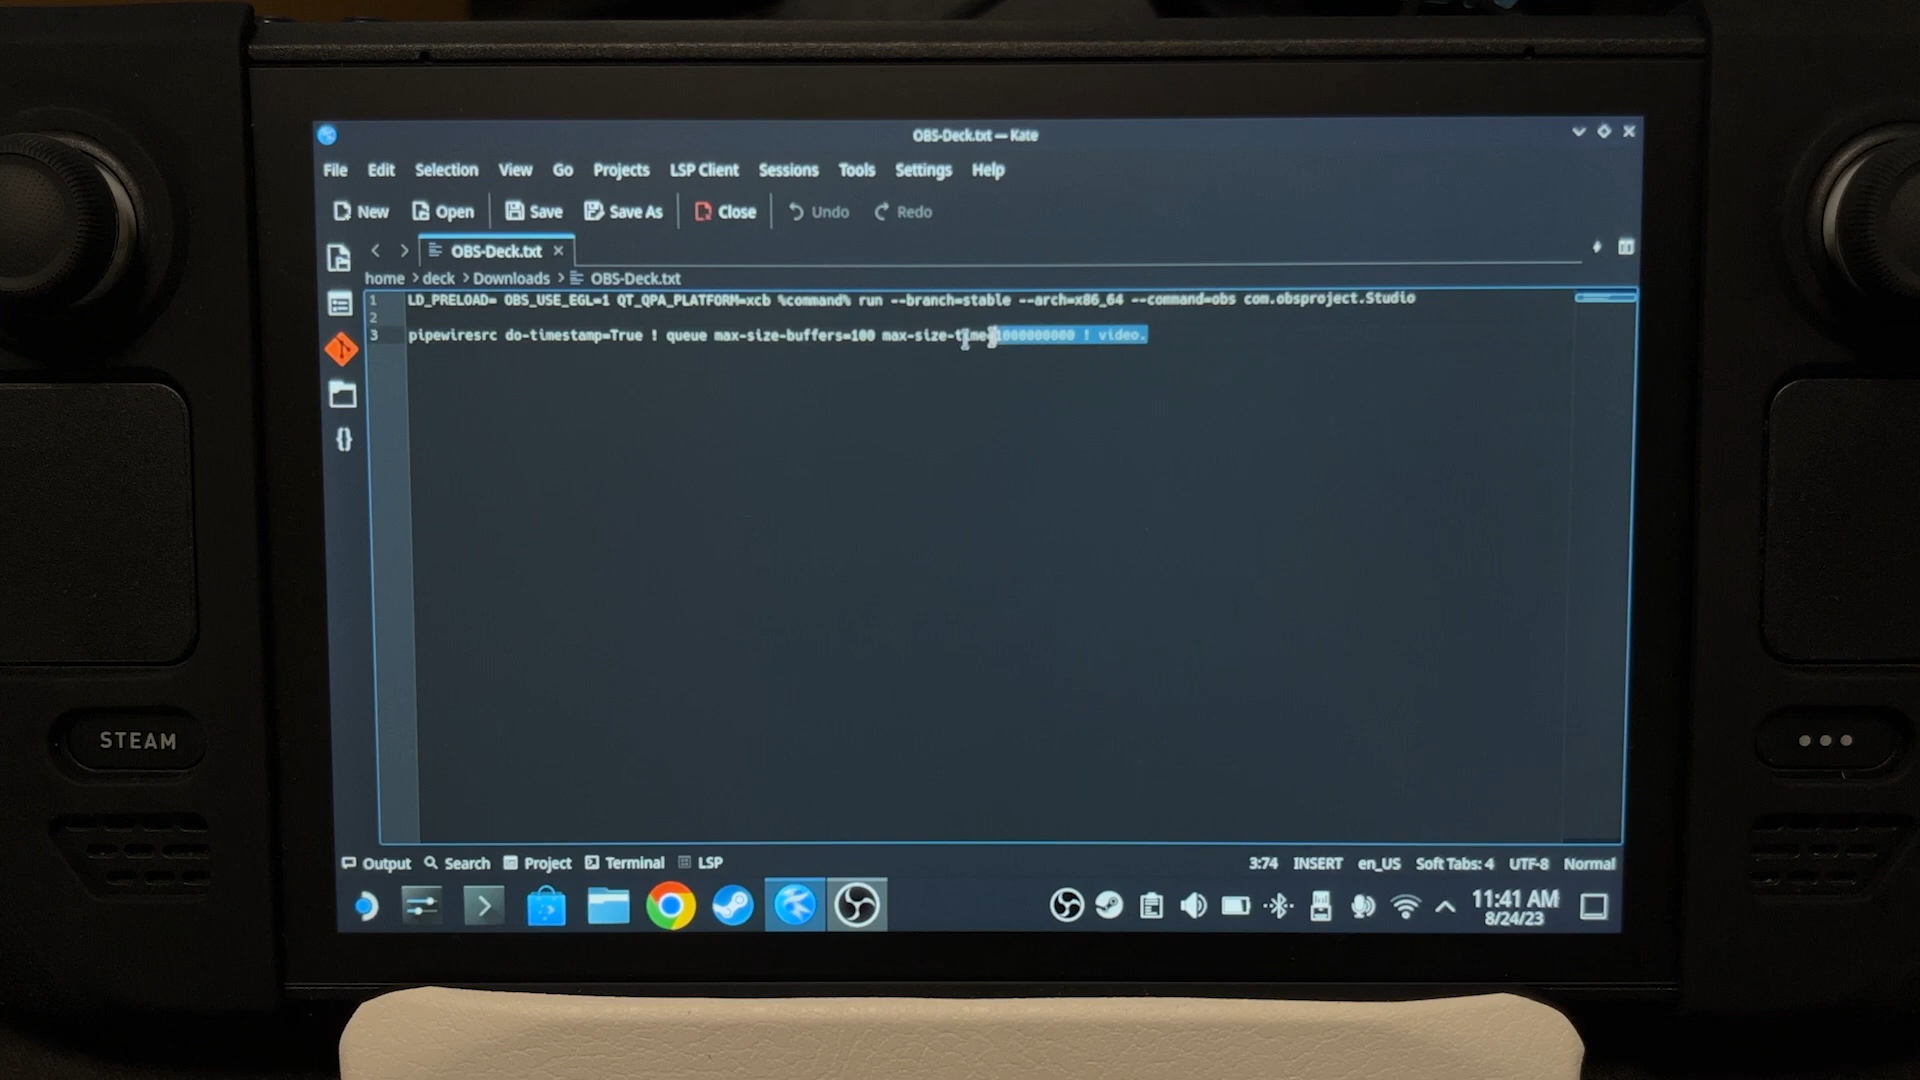 OBS-Deck.txt — Kate
File Edit Selection View Go Projects LSP Client Sessions Tools Settings Help
New Open Save Save As Close Undo Redo
OBS-Deck.txt
home > deck > Downloads > OBS-Deck.txt
1 LD_PRELOAD= OBS_USE_EGL=1 QT_QPA_PLATFORM=xcb %command% run --branch=stable --arch=x86_64 --command=obs com.obsproject.Studio
2
3 pipewiresrc do-timestamp=True ! queue max-size-buffers=100 max-size-time=1000000000 ! video.
Output Search Project Terminal LSP 3:74 INSERT en_US Soft Tabs: 4 UTF-8 Normal
11:41 AM
8/24/23
STEAM